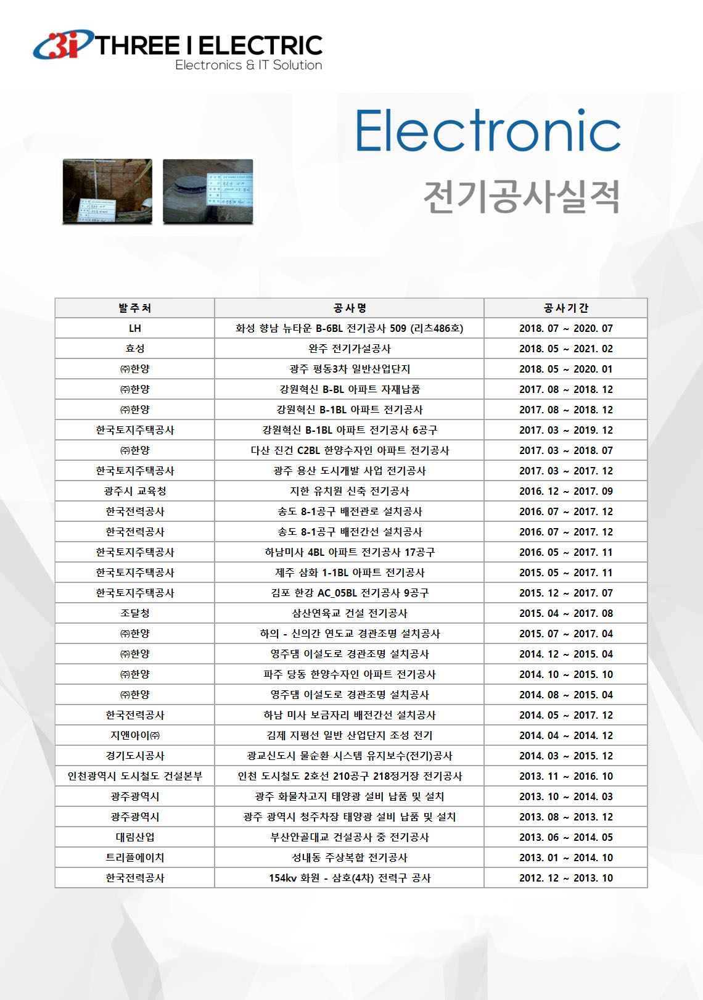 3i THREE I ELECTRIC
Electronics & IT Solution
Electronic
전기공사실적
발주처 공사명 공사기간
LH 화성 향남 뉴타운 B-6BL 전기공사 509 (리츠486호) 2018. 07 ~ 2020. 07
효성 완주 전기가설공사 2018. 05 ~ 2021. 02
㈜한양 광주 평동3차 일반산업단지 2018. 05 ~ 2020. 01
㈜한양 강원혁신 B-BL 아파트 자재납품 2017. 08 ~ 2018. 12
㈜한양 강원혁신 B-1BL 아파트 전기공사 2017. 08 ~ 2018. 12
한국토지주택공사 강원혁신 B-1BL 아파트 전기공사 6공구 2017. 03 ~ 2019. 12
㈜한양 다산 진건 C2BL 한양수자인 아파트 전기공사 2017. 03 ~ 2018. 07
한국토지주택공사 광주 용산 도시개발 사업 전기공사 2017. 03 ~ 2017. 12
광주시 교육청 지한 유치원 신축 전기공사 2016. 12 ~ 2017. 09
한국전력공사 송도 8-1공구 배전관로 설치공사 2016. 07 ~ 2017. 12
한국전력공사 송도 8-1공구 배전간선 설치공사 2016. 07 ~ 2017. 12
한국토지주택공사 하남미사 4BL 아파트 전기공사 17공구 2016. 05 ~ 2017. 11
한국토지주택공사 제주 삼화 1-1BL 아파트 전기공사 2015. 05 ~ 2017. 11
한국토지주택공사 김포 한강 AC_05BL 전기공사 9공구 2015. 12 ~ 2017. 07
조달청 삼산연육교 건설 전기공사 2015. 04 ~ 2017. 08
㈜한양 하의 - 신의간 연도교 경관조명 설치공사 2015. 07 ~ 2017. 04
㈜한양 영주댐 이설도로 경관조명 설치공사 2014. 12 ~ 2015. 04
㈜한양 파주 당동 한양수자인 아파트 전기공사 2014. 10 ~ 2015. 10
㈜한양 영주댐 이설도로 경관조명 설치공사 2014. 08 ~ 2015. 04
한국전력공사 하남 미사 보금자리 배전간선 설치공사 2014. 05 ~ 2017. 12
지앤아이㈜ 김제 지평선 일반 산업단지 조성 전기 2014. 04 ~ 2014. 12
경기도시공사 광교신도시 물순환 시스템 유지보수(전기)공사 2014. 03 ~ 2015. 12
인천광역시 도시철도 건설본부 인천 도시철도 2호선 210공구 218정거장 전기공사 2013. 11 ~ 2016. 10
광주광역시 광주 화물차고지 태양광 설비 납품 및 설치 2013. 10 ~ 2014. 03
광주광역시 광주 광역시 청주차장 태양광 설비 납품 및 설치 2013. 08 ~ 2013. 12
대림산업 부산안골대교 건설공사 중 전기공사 2013. 06 ~ 2014. 05
트리플에이치 성내동 주상복합 전기공사 2013. 01 ~ 2014. 10
한국전력공사 154kv 화원 - 삼호(4차) 전력구 공사 2012. 12 ~ 2013. 10